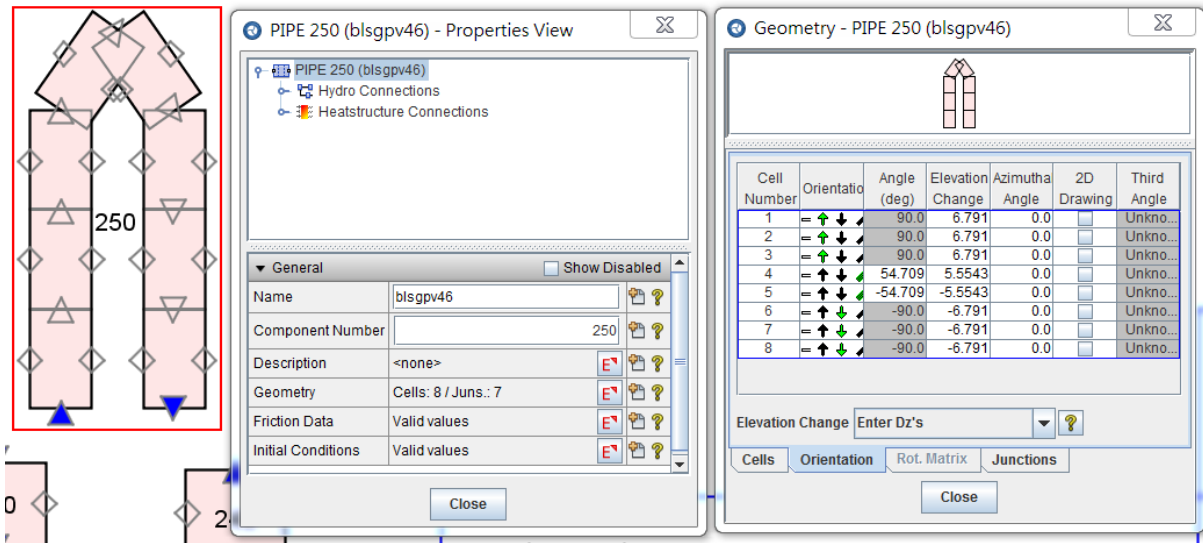 250
0
2
PIPE 250 (blsgpv46) - Properties View
PIPE 250 (blsgpv46)
Hydro Connections
Heatstructure Connections
▼ General Show Disabled
Name blsgpv46
Component Number 250
Description <none> E
Geometry Cells: 8 / Juns.: 7 E
Friction Data Valid values E
Initial Conditions Valid values E
Close
Geometry - PIPE 250 (blsgpv46)
Cell Number Orientatio Angle (deg) Elevation Change Azimutha Angle 2D Drawing Third Angle
1 90.0 6.791 0.0 Unkno...
2 90.0 6.791 0.0 Unkno...
3 90.0 6.791 0.0 Unkno...
4 54.709 5.5543 0.0 Unkno...
5 -54.709 -5.5543 0.0 Unkno...
6 -90.0 -6.791 0.0 Unkno...
7 -90.0 -6.791 0.0 Unkno...
8 -90.0 -6.791 0.0 Unkno...
Elevation Change Enter Dz's
Cells Orientation Rot. Matrix Junctions
Close